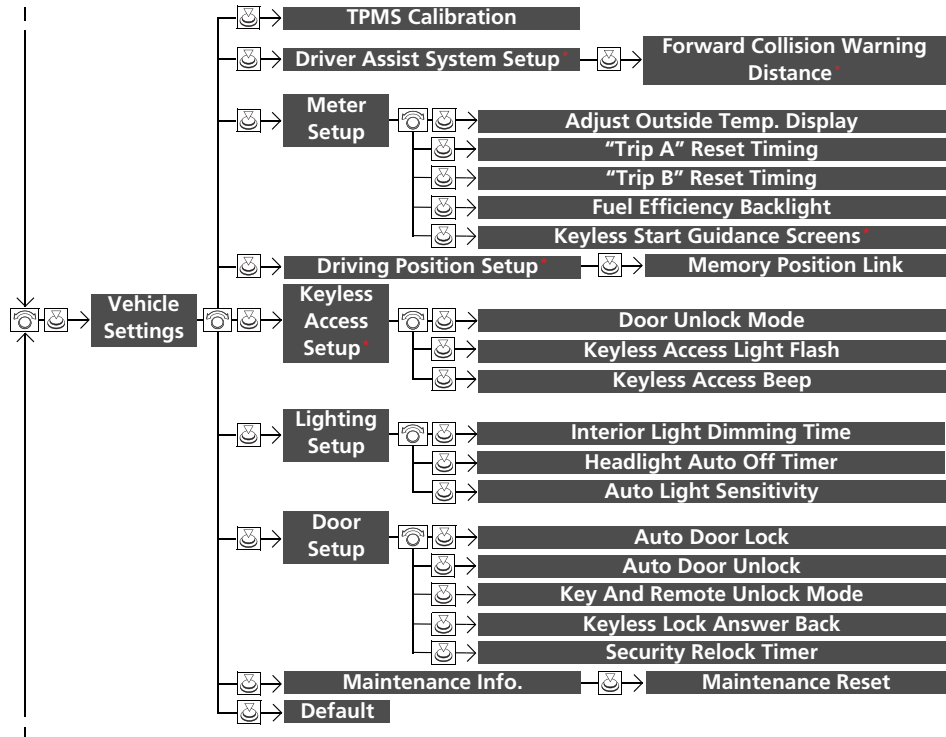 TPMS Calibration
Driver Assist System Setup*
Forward Collision Warning
Distance*
Meter
Setup
Adjust Outside Temp. Display
“Trip A” Reset Timing
“Trip B” Reset Timing
Fuel Efficiency Backlight
Keyless Start Guidance Screens*
Driving Position Setup*
Memory Position Link
Vehicle
Settings
Keyless
Access
Setup*
Door Unlock Mode
Keyless Access Light Flash
Keyless Access Beep
Lighting
Setup
Interior Light Dimming Time
Headlight Auto Off Timer
Auto Light Sensitivity
Door
Setup
Auto Door Lock
Auto Door Unlock
Key And Remote Unlock Mode
Keyless Lock Answer Back
Security Relock Timer
Maintenance Info.
Maintenance Reset
Default